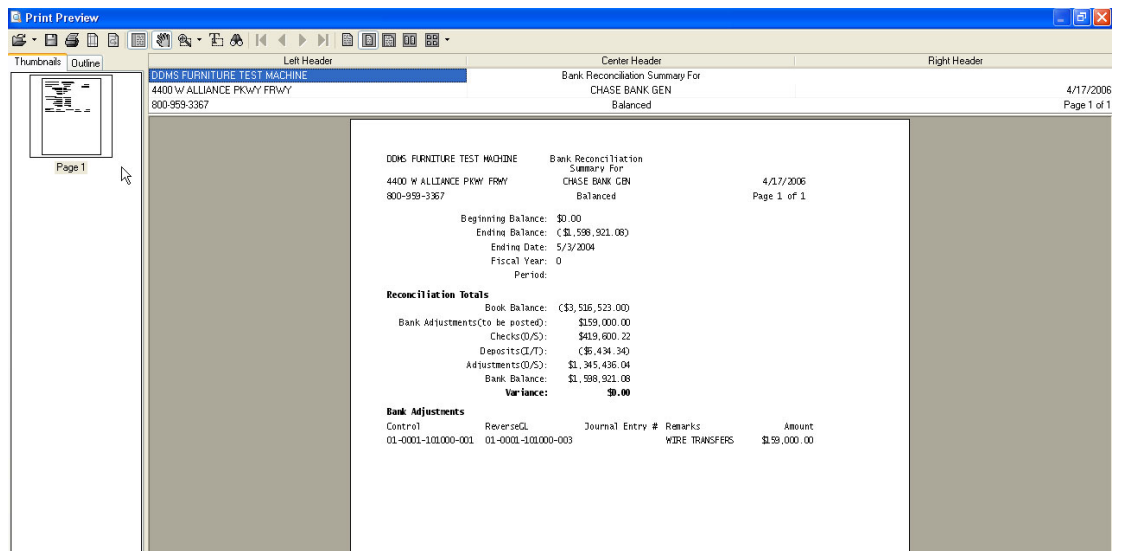 Print Preview
Thumbnails Outline
Left Header Center Header Right Header
DDMS FURNITURE TEST MACHINE Bank Reconciliation Summary For
4400 W ALLIANCE PKWY FRWY CHASE BANK GEN 4/17/2006
800-959-3367 Balanced Page 1 of 1
Page 1
DDMS FURNITURE TEST MACHINE Bank Reconciliation
Summary For
4400 W ALLIANCE PKWY FRWY CHASE BANK GEN 4/17/2006
800-959-3367 Balanced Page 1 of 1
Beginning Balance: $0.00
Ending Balance: ($1,598,921.08)
Ending Date: 5/3/2004
Fiscal Year: 0
Period:
Reconciliation Totals
Book Balance: ($3,516,523.00)
Bank Adjustments(to be posted): $159,000.00
Checks(O/S): $419,600.22
Deposits(I/T): ($6,434.34)
Adjustments(O/S): $1,345,436.04
Bank Balance: $1,598,921.08
Variance: $0.00
Bank Adjustments
Control ReverseGL Journal Entry # Remarks Amount
01-0001-101000-001 01-0001-101000-003 WIRE TRANSFERS $159,000.00